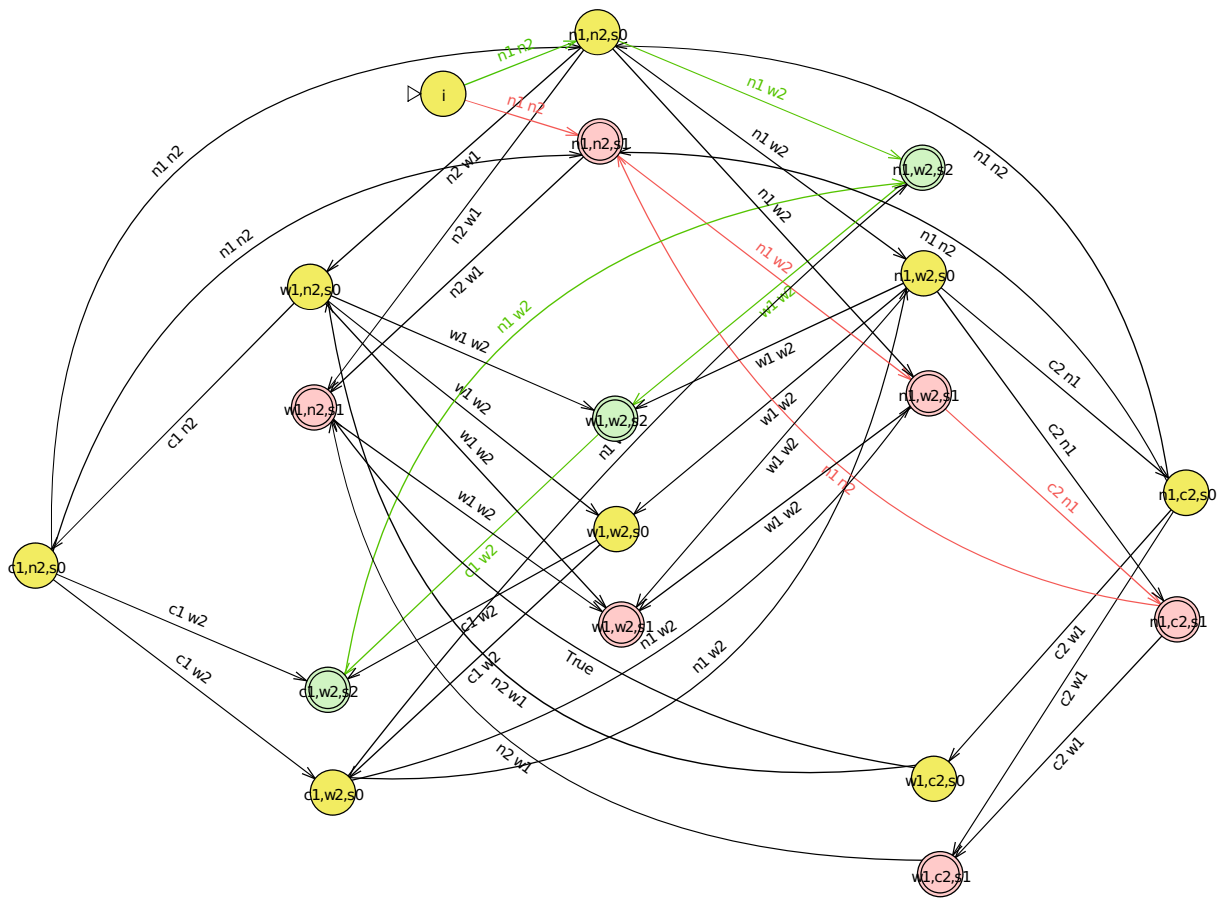 n1,n2,s0
n1 n2
i
n1 w2
n1 n2
n1,n2,s1
n1 w2
n1 n2
n1 n2
n2 w1
n1,w2,s2
n1 w2
n2 w1
n1 n2
n1 n2
n1 w2
n2 w1
n1,w2,s0
w1,n2,s0
w1 w2
n1 w2
w1 w2
w1 w2
c2 n1
w1 w2
n1,w2,s1
w1,n2,s1
w1 w2
w1,w2,s2
c1 n2
w1 w2
c2 n1
n1
w1 w2
n1 n2
c2 n1
n1,c2,s0
w1 w2
w1 w2
w1,w2,s0
c1 w2
c1,n2,s0
c1 w2
c1 w2
w1,w2,s1
n1,c2,s1
n1 w2
c2 w1
n1 w2
True
c1 w2
c1 w2
n2 w1
c1,w2,s2
c2 w1
n2 w1
c2 w1
w1,c2,s0
c1,w2,s0
w1,c2,s1